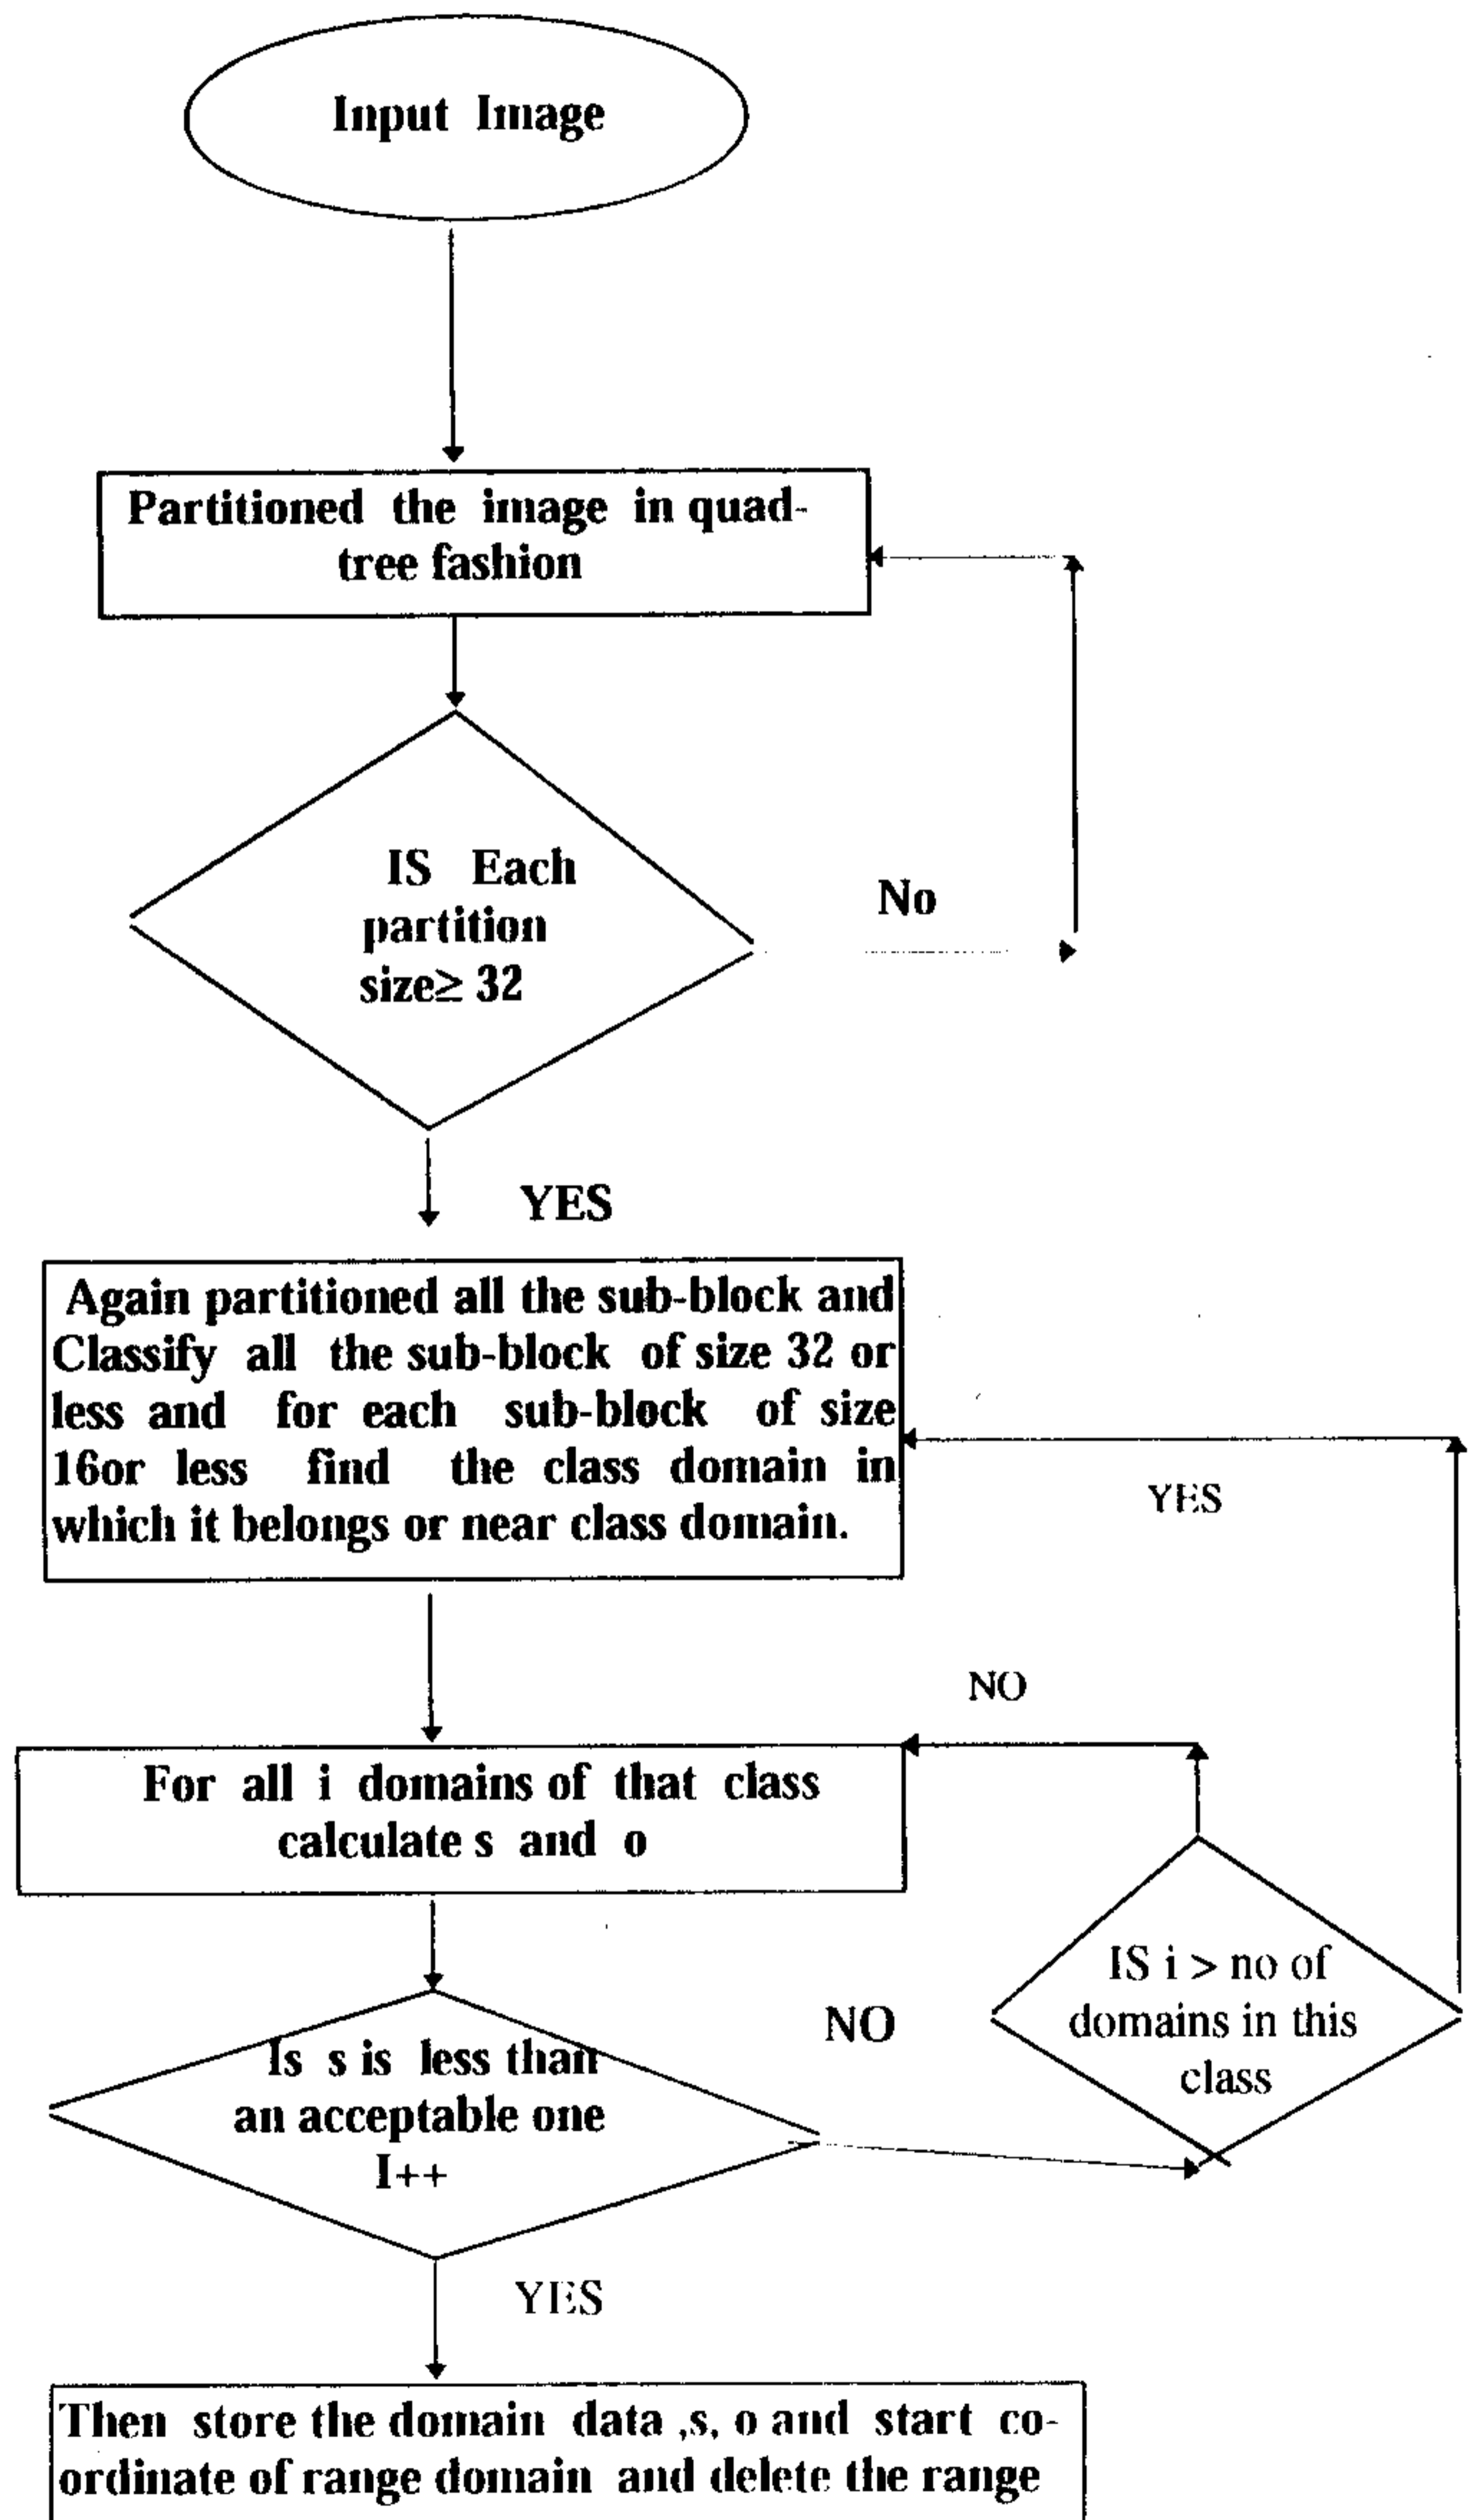 Input Image
Partitioned the image in quad-
tree fashion
IS Each
partition
size≥ 32
No
YES
Again partitioned all the sub-block and
Classify all the sub-block of size 32 or
less and for each sub-block of size
16or less find the class domain in
which it belongs or near class domain.
YES
NO
For all i domains of that class
calculate s and o
IS i > no of
domains in this
class
NO
Is s is less than
an acceptable one
I++
YES
Then store the domain data ,s, o and start co-
ordinate of range domain and delete the range